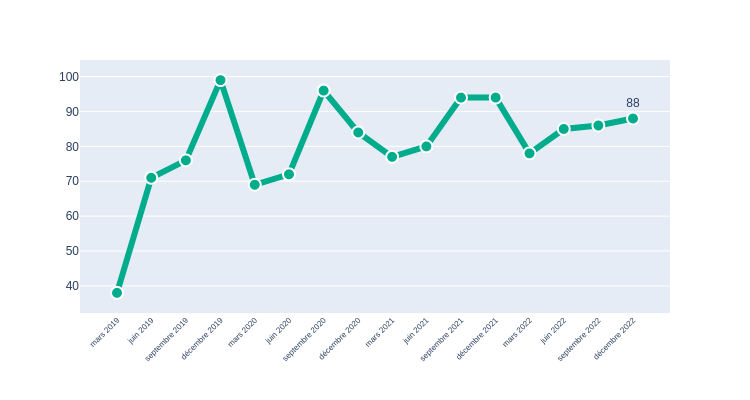 100
90
80
70
60
50
40
88
mars 2019
juin 2019
septembre 2019
décembre 2019
mars 2020
juin 2020
septembre 2020
décembre 2020
mars 2021
juin 2021
septembre 2021
décembre 2021
mars 2022
juin 2022
septembre 2022
décembre 2022